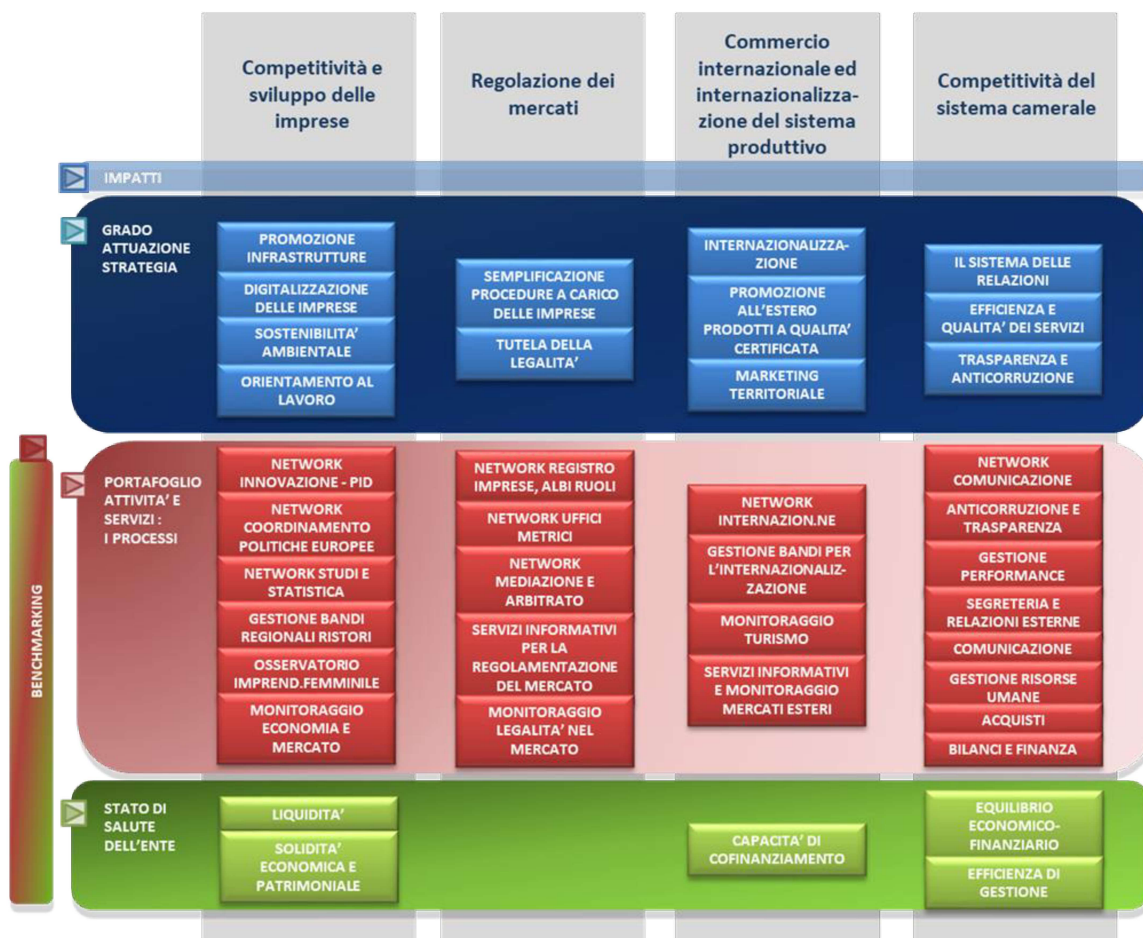 Competitività e
sviluppo delle
imprese
Regolazione dei
mercati
Commercio
internazionale ed
internazionalizza-
zione del sistema
produttivo
Competitività del
sistema camerale
IMPATTI
GRADO
ATTUAZIONE
STRATEGIA
PROMOZIONE
INFRASTRUTTURE
DIGITALIZZAZIONE
DELLE IMPRESE
SOSTENIBILITA'
AMBIENTALE
ORIENTAMENTO AL
LAVORO
SEMPLIFICAZIONE
PROCEDURE A CARICO
DELLE IMPRESE
TUTELA DELLA
LEGALITA'
INTERNAZIONALIZZA-
ZIONE
PROMOZIONE
ALL'ESTERO
PRODOTTI A QUALITA'
CERTIFICATA
MARKETING
TERRITORIALE
IL SISTEMA DELLE
RELAZIONI
EFFICIENZA E
QUALITA' DEI SERVIZI
TRASPARENZA E
ANTICORRUZIONE
BENCHMARKING
PORTAFOGLIO
ATTIVITA' E
SERVIZI :
I PROCESSI
NETWORK
INNOVAZIONE - PID
NETWORK
COORDINAMENTO
POLITICHE EUROPEE
NETWORK STUDI E
STATISTICA
GESTIONE BANDI
REGIONALI RISTORI
OSSERVATORIO
IMPREND.FEMMINILE
MONITORAGGIO
ECONOMIA E
MERCATO
NETWORK REGISTRO
IMPRESE, ALBI RUOLI
NETWORK UFFICI
METRICI
NETWORK
MEDIAZIONE E
ARBITRATO
SERVIZI INFORMATIVI
PER LA
REGOLAMENTAZIONE
DEL MERCATO
MONITORAGGIO
LEGALITA' NEL
MERCATO
NETWORK
INTERNAZION.NE
GESTIONE BANDI PER
L'INTERNAZIONALIZ-
ZAZIONE
MONITORAGGIO
TURISMO
SERVIZI INFORMATIVI
E MONITORAGGIO
MERCATI ESTERI
NETWORK
COMUNICAZIONE
ANTICORRUZIONE E
TRASPARENZA
GESTIONE
PERFORMANCE
SEGRETERIA E
RELAZIONI ESTERNE
COMUNICAZIONE
GESTIONE RISORSE
UMANE
ACQUISTI
BILANCI E FINANZA
STATO DI
SALUTE
DELL'ENTE
LIQUIDITA'
SOLIDITA'
ECONOMICA E
PATRIMONIALE
CAPACITA' DI
COFINANZIAMENTO
EQUILIBRIO
ECONOMICO-
FINANZIARIO
EFFICIENZA DI
GESTIONE